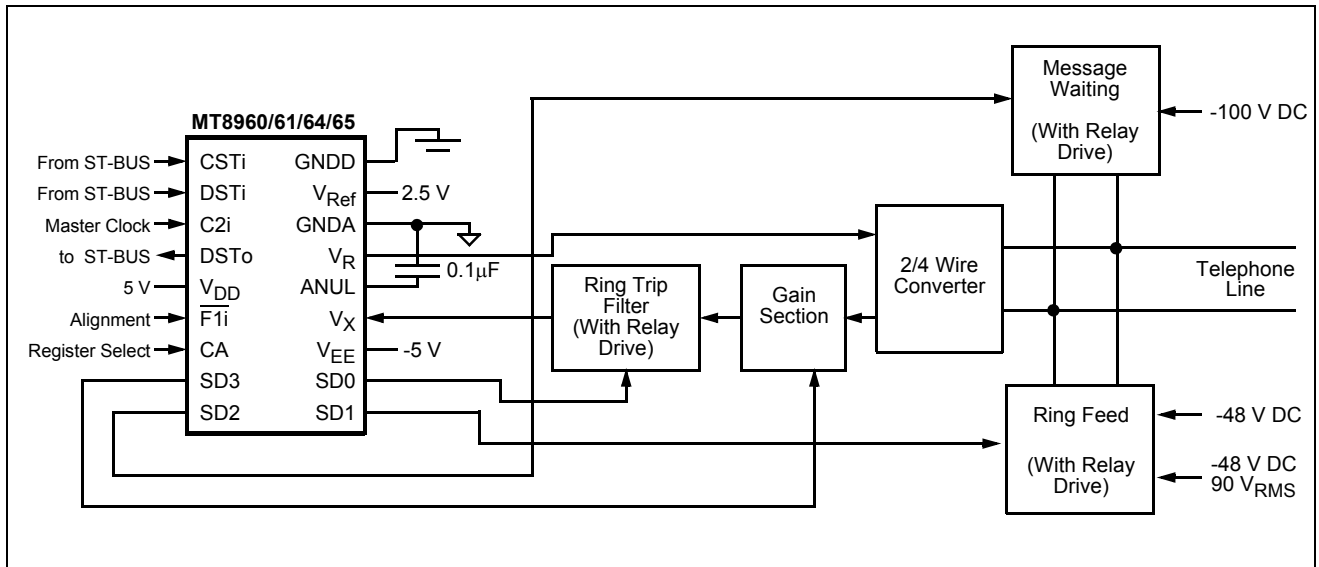 MT8960/61/64/65
From ST-BUS
From ST-BUS
Master Clock
to ST-BUS
5 V
Alignment
Register Select
CSTi
DSTi
C2i
DSTo
VDD
F1i
CA
SD3
SD2
GNDD
VRef
GNDA
VR
ANUL
VX
VEE
SD0
SD1
2.5 V
0.1μF
-5 V
Ring Trip
Filter
(With Relay
Drive)
Gain
Section
2/4 Wire
Converter
Message
Waiting
(With Relay
Drive)
-100 V DC
Telephone
Line
Ring Feed
(With Relay
Drive)
-48 V DC
-48 V DC
90 VRMS